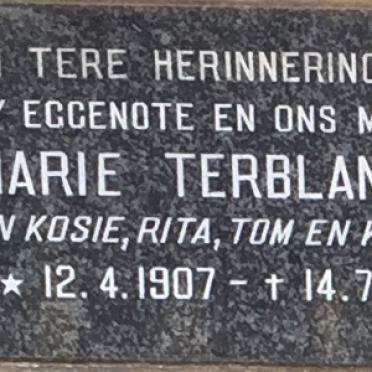 TERE HERINNERING
EGGENOTE EN ONS
MARIE TERBLAN
KOSIE, RITA, TOM EN
★ 12.4.1907 – † 14.7